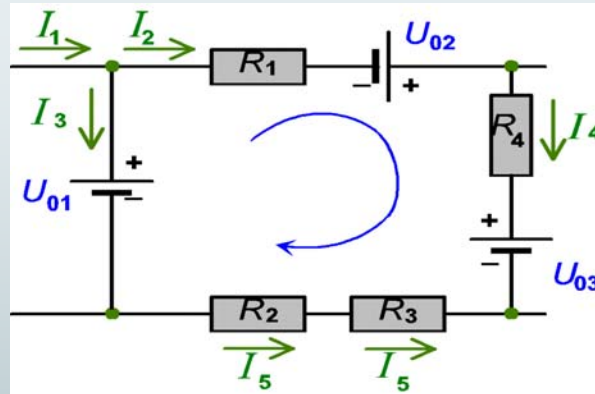 I1 I2 U02
R1 − +
I3 R4 I4
+
U01 −
+
− U03
R2 R3
I5 I5